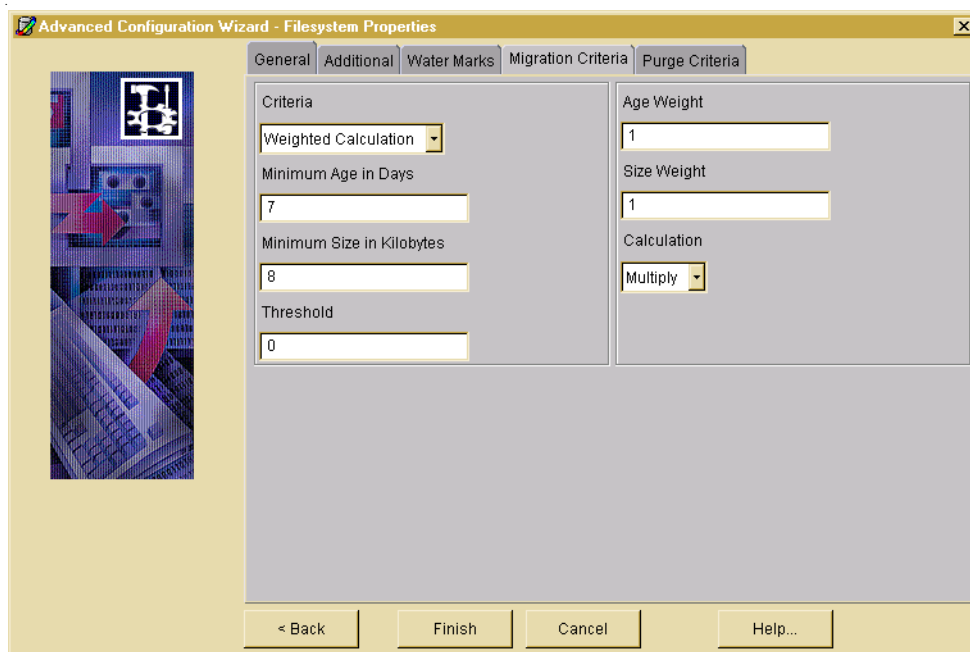 Advanced Configuration Wizard - Filesystem Properties
General Additional Water Marks Migration Criteria Purge Criteria
Criteria
Weighted Calculation
Minimum Age in Days
7
Minimum Size in Kilobytes
8
Threshold
0
Age Weight
1
Size Weight
1
Calculation
Multiply
< Back Finish Cancel Help...